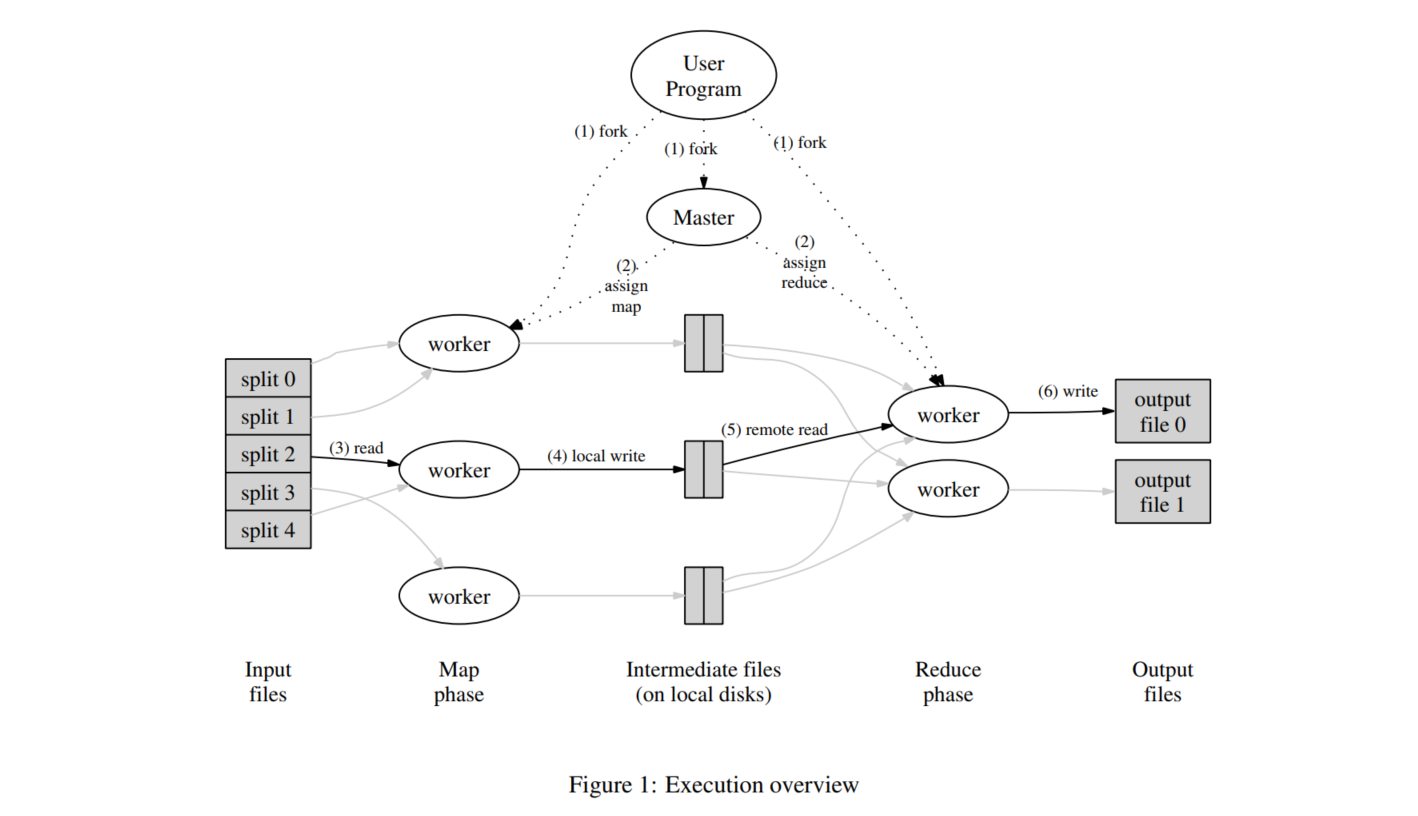 User
Program
(1) fork
(1) fork
(1) fork
Master
(2)
assign
map
(2)
assign
reduce
split 0
split 1
split 2
split 3
split 4
(3) read
worker
worker
worker
(4) local write
(5) remote read
worker
worker
(6) write
output
file 0
output
file 1
Input
files
Map
phase
Intermediate files
(on local disks)
Reduce
phase
Output
files
Figure 1: Execution overview